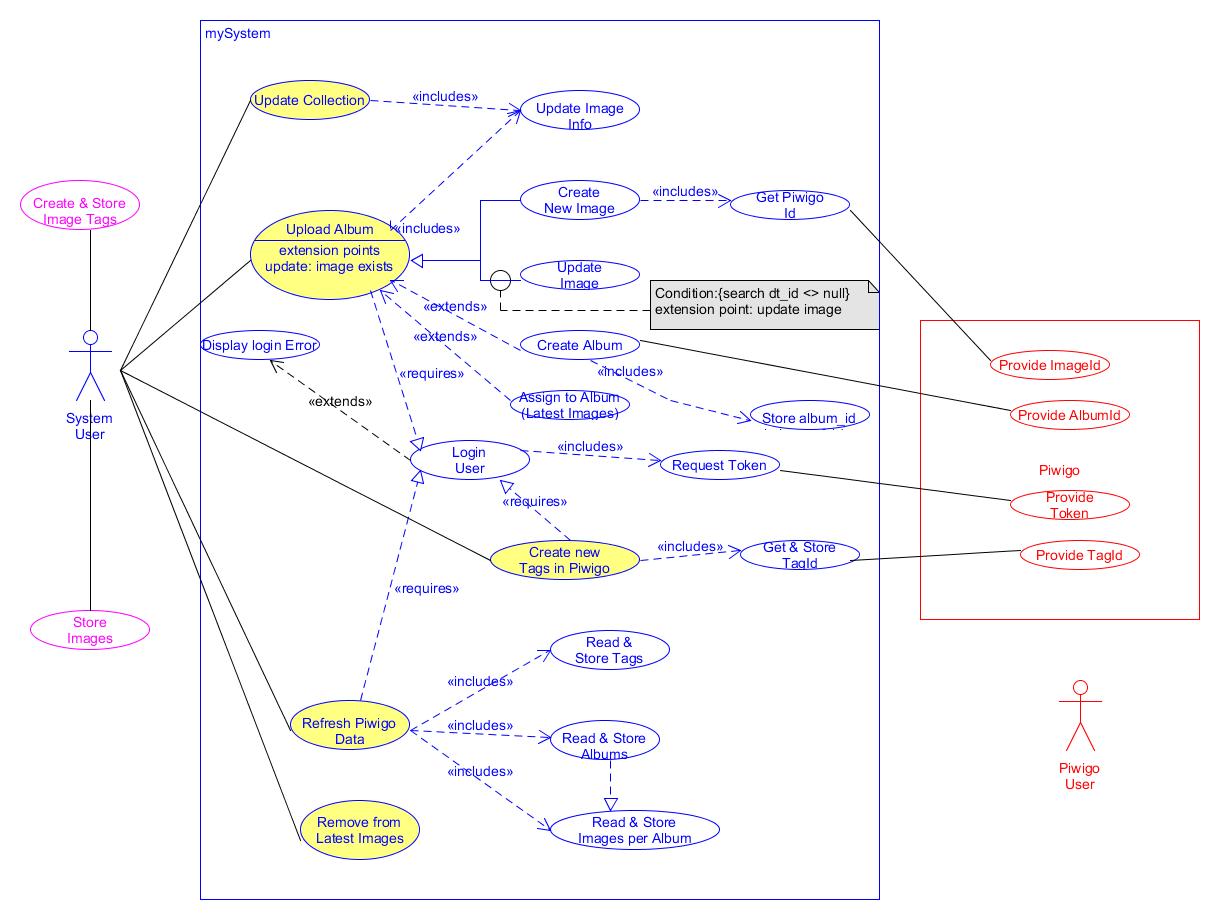 mySystem
Update Collection
«includes»
Update Image
Info
Create & Store
Image Tags
Upload Album
extension points
update: image exists
«includes»
Create
New Image
«includes»
Get Piwigo
Id
Update
Image
Condition:{search dt_id <> null}
extension point: update image
«extends»
Display login Error
«extends»
Create Album
«includes»
Provide ImageId
«requires»
«extends»
Assign to Album
(Latest Images)
Store album_id
Provide AlbumId
System
User
Login
User
«includes»
Request Token
Piwigo
«requires»
Provide
Token
Create new
Tags in Piwigo
«includes»
Get & Store
TagId
Provide TagId
«requires»
Store
Images
Read &
Store Tags
«includes»
Refresh Piwigo
Data
«includes»
Read & Store
Albums
«includes»
Piwigo
User
Remove from
Latest Images
Read & Store
Images per Album